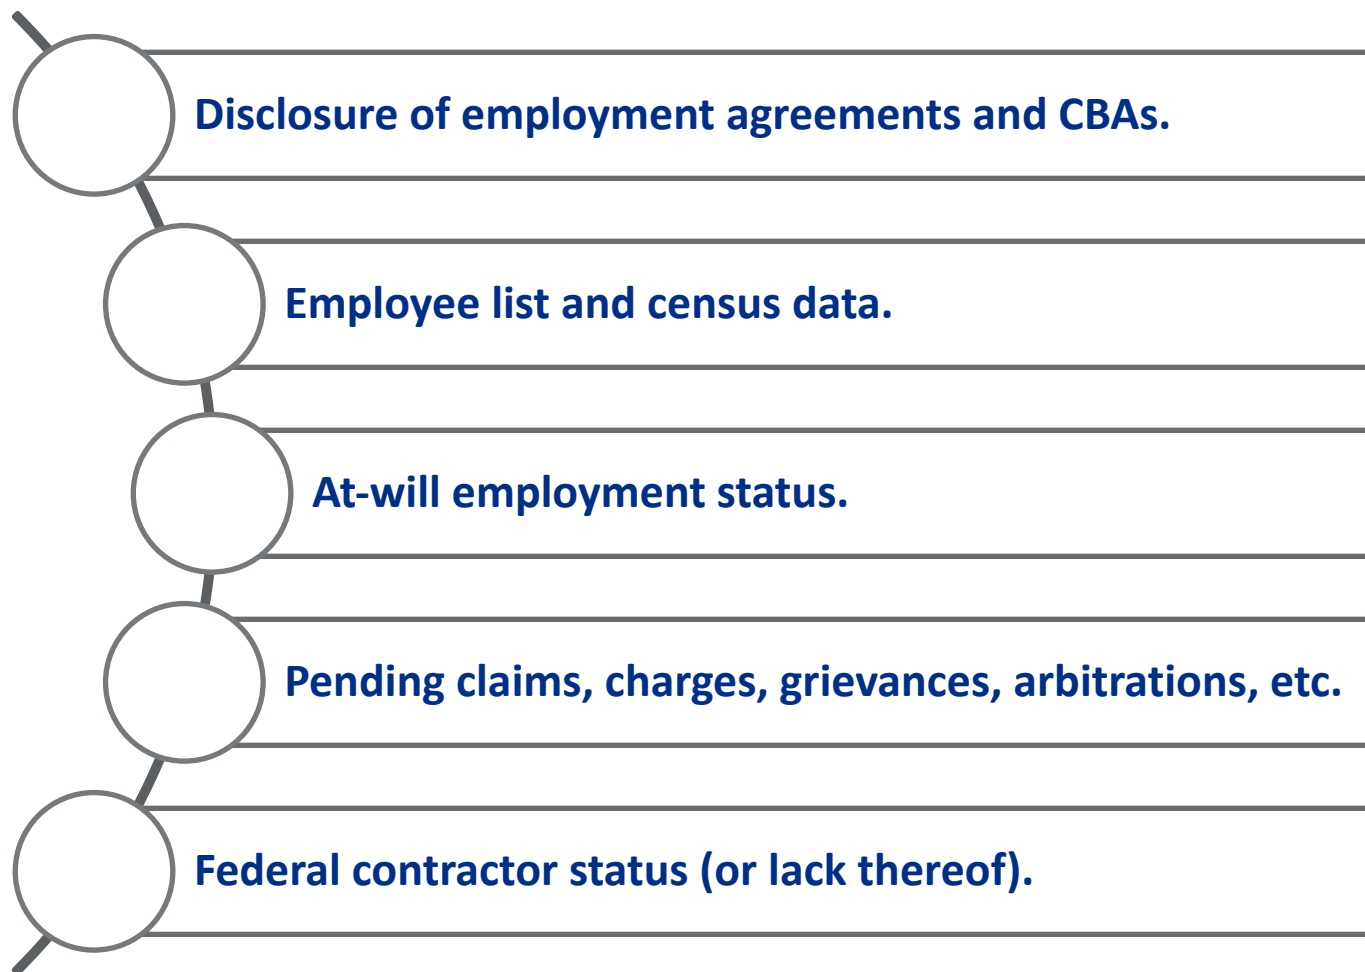 Disclosure of employment agreements and CBAs.
Employee list and census data.
At-will employment status.
Pending claims, charges, grievances, arbitrations, etc.
Federal contractor status (or lack thereof).